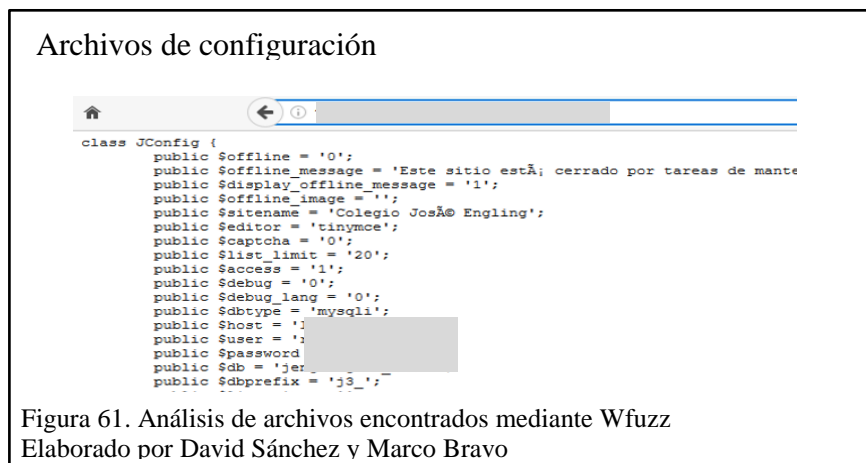 Archivos de configuración
class JConfig {
public $offline = '0';
public $offline_message = 'Este sitio estÃ¡ cerrado por tareas de mante
public $display_offline_message = '1';
public $offline_image = '';
public $sitename = 'Colegio JosÃ© Engling';
public $editor = 'tinymce';
public $captcha = '0';
public $list_limit = '20';
public $access = '1';
public $debug = '0';
public $debug_lang = '0';
public $dbtype = 'mysqli';
public $host = '
public $user = '
public $password
public $db = 'jen
public $dbprefix = 'j3_';
Figura 61. Análisis de archivos encontrados mediante Wfuzz
Elaborado por David Sánchez y Marco Bravo